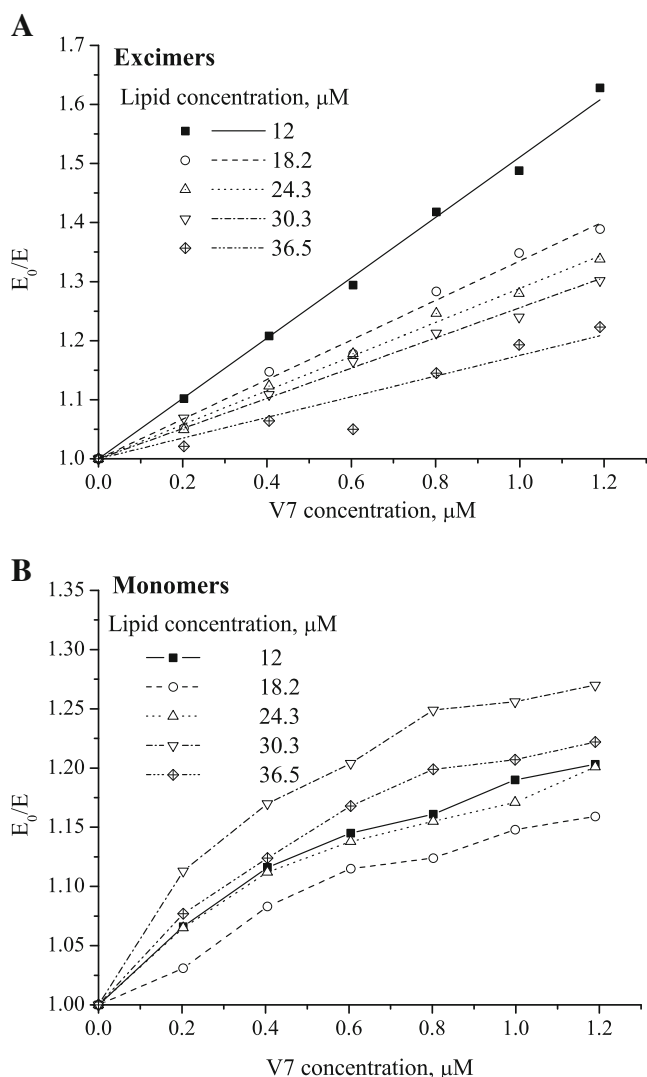 A
Excimers
Lipid concentration, μM
12
18.2
24.3
30.3
36.5
1.7
1.6
1.5
1.4
1.3
1.2
1.1
1.0
E0/E
0.0 0.2 0.4 0.6 0.8 1.0 1.2
V7 concentration, μM
B
Monomers
Lipid concentration, μM
12
18.2
24.3
30.3
36.5
1.35
1.30
1.25
1.20
1.15
1.10
1.05
1.00
E0/E
0.0 0.2 0.4 0.6 0.8 1.0 1.2
V7 concentration, μM